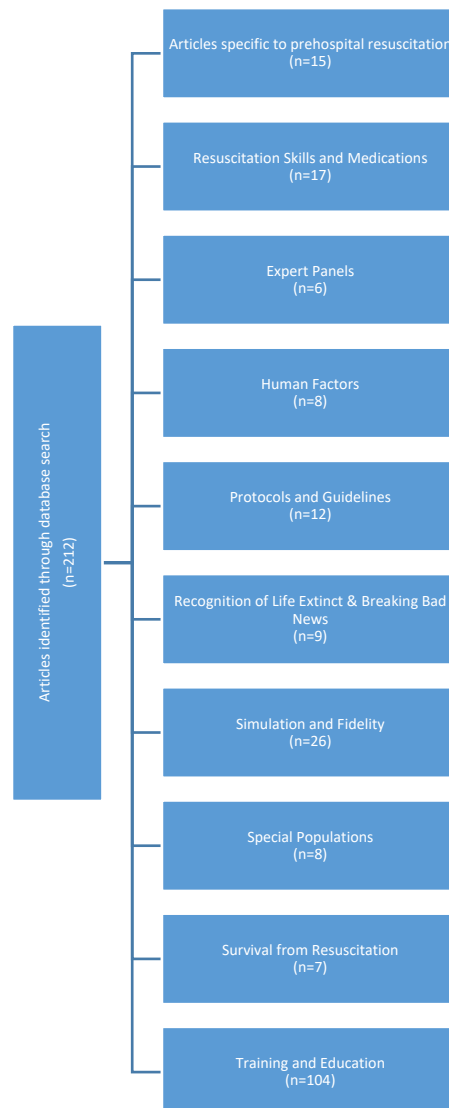 Articles identified through database search
(n=212)
Articles specific to prehospital resuscitation
(n=15)
Resuscitation Skills and Medications
(n=17)
Expert Panels
(n=6)
Human Factors
(n=8)
Protocols and Guidelines
(n=12)
Recognition of Life Extinct & Breaking Bad
News
(n=9)
Simulation and Fidelity
(n=26)
Special Populations
(n=8)
Survival from Resuscitation
(n=7)
Training and Education
(n=104)